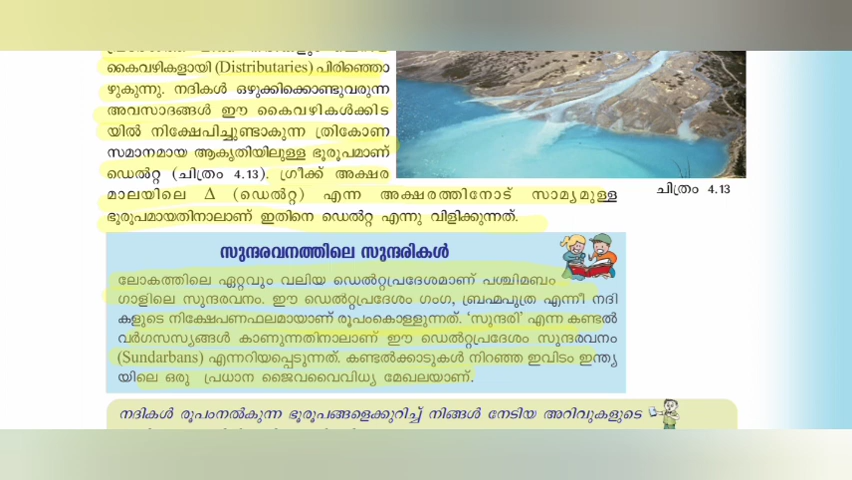 കൈവഴികളായി (Distributaries) പിരിഞ്ഞൊ
ഴുകുന്നു. നദികൾ ഒഴുക്കിക്കൊണ്ടുവരുന്ന
അവസാദങ്ങൾ ഈ കൈവഴികൾക്കിട
യിൽ നിക്ഷേപിച്ചുണ്ടാകുന്ന ത്രികോണ
സമാനമായ ആകൃതിയിലുള്ള ഭൂരൂപമാണ്
ഡെൽറ്റ (ചിത്രം 4.13). ഗ്രീക്ക് അക്ഷര
മാലയിലെ Δ (ഡെൽറ്റ) എന്ന അക്ഷരത്തിനോട് സാമ്യമുള്ള
ഭൂരൂപമായതിനാലാണ് ഇതിനെ ഡെൽറ്റ എന്നു വിളിക്കുന്നത്.
ചിത്രം 4.13
സുന്ദരവനത്തിലെ സുന്ദരികൾ
ലോകത്തിലെ ഏറ്റവും വലിയ ഡെൽറ്റപ്രദേശമാണ് പശ്ചിമബം
ഗാളിലെ സുന്ദരവനം. ഈ ഡെൽറ്റപ്രദേശം ഗംഗ, ബ്രഹ്മപുത്ര എന്നീ നദി
കളുടെ നിക്ഷേപണഫലമായാണ് രൂപംകൊള്ളുന്നത്. ‘സുന്ദരി’ എന്ന കണ്ടൽ
വർഗസസ്യങ്ങൾ കാണുന്നതിനാലാണ് ഈ ഡെൽറ്റപ്രദേശം സുന്ദരവനം
(Sundarbans) എന്നറിയപ്പെടുന്നത്. കണ്ടൽക്കാടുകൾ നിറഞ്ഞ ഇവിടം ഇന്ത്യ
യിലെ ഒരു പ്രധാന ജൈവവൈവിധ്യ മേഖലയാണ്.
നദികൾ രൂപംനൽകുന്ന ഭൂരൂപങ്ങളെക്കുറിച്ച് നിങ്ങൾ നേടിയ അറിവുകളുടെ